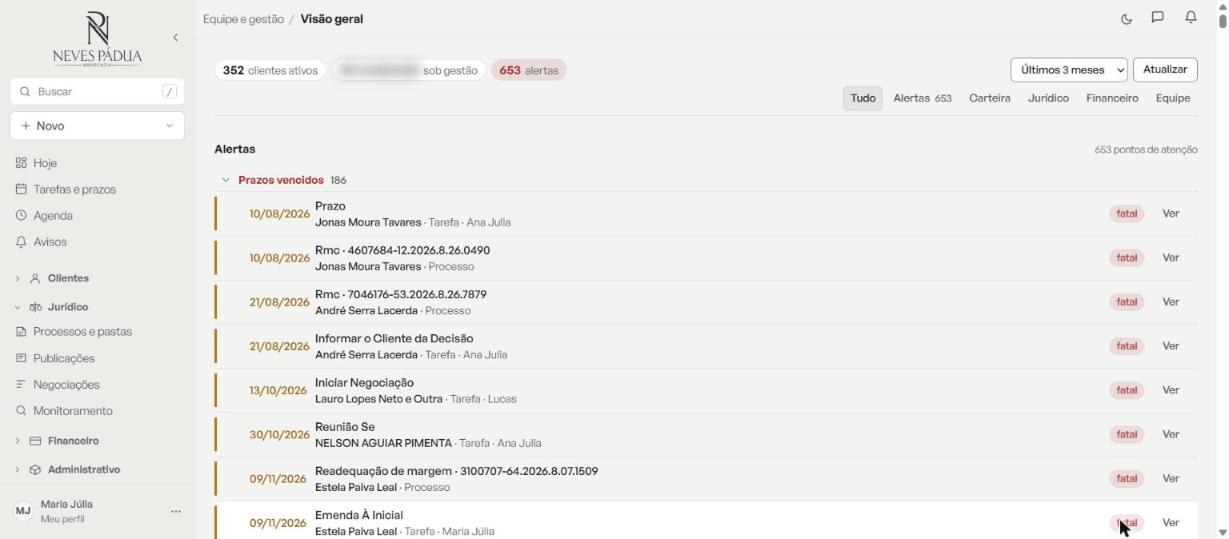 NEVES PÁDUA
ADVOCACIA
Buscar /
+ Novo
Hoje
Tarefas e prazos
Agenda
Avisos
Clientes
Jurídico
Processos e pastas
Publicações
Negociações
Monitoramento
Financeiro
Administrativo
MJ Maria Júlia
Meu perfil
Equipe e gestão / Visão geral
352 clientes ativos
sob gestão
653 alertas
Últimos 3 meses
Atualizar
Tudo Alertas 653 Carteira Jurídico Financeiro Equipe
Alertas 653 pontos de atenção
Prazos vencidos 186
10/08/2026 Prazo fatal Ver
Jonas Moura Tavares · Tarefa · Ana Julia
10/08/2026 Rmc · 4607684-12.2026.8.26.0490 fatal Ver
Jonas Moura Tavares · Processo
21/08/2026 Rmc · 7046176-53.2026.8.26.7879 fatal Ver
André Serra Lacerda · Processo
21/08/2026 Informar o Cliente da Decisão fatal Ver
André Serra Lacerda · Tarefa · Ana Julia
13/10/2026 Iniciar Negociação fatal Ver
Lauro Lopes Neto e Outra · Tarefa · Lucas
30/10/2026 Reunião Se fatal Ver
NELSON AGUIAR PIMENTA · Tarefa · Ana Julia
09/11/2026 Readequação de margem · 3100707-64.2026.8.07.1509 fatal Ver
Estela Paiva Leal · Processo
09/11/2026 Emenda À Inicial fatal Ver
Estela Paiva Leal · Tarefa · Maria Júlia